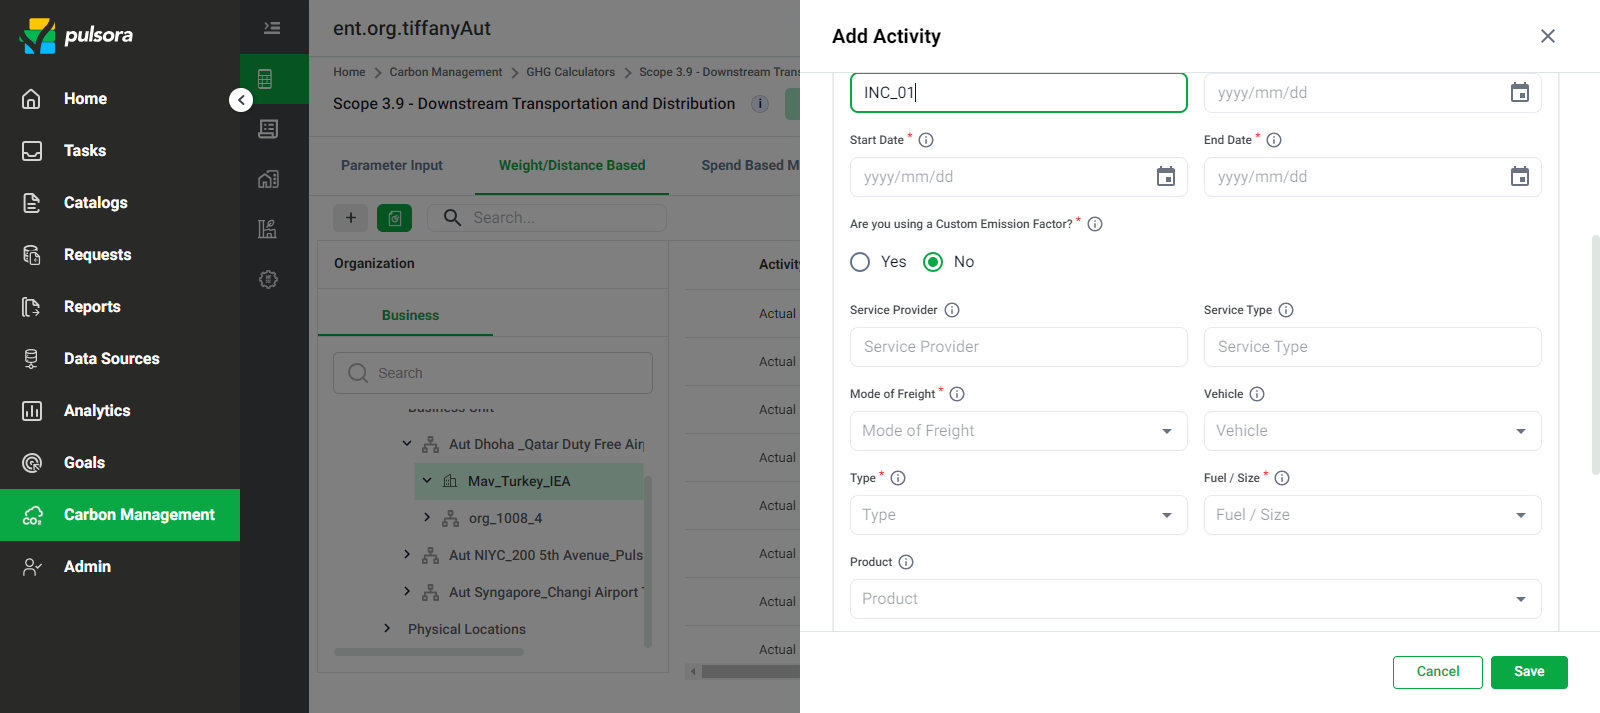 pulsora
Home
Tasks
Catalogs
Requests
Reports
Data Sources
Analytics
Goals
Carbon Management
Admin
ent.org.tiffanyAut
Home > Carbon Management > GHG Calculators > Scope 3.9 - Downstream Trans
Scope 3.9 - Downstream Transportation and Distribution
Parameter Input Weight/Distance Based Spend Based M
Search...
Organization
Business
Search
Business Unit
Aut Dhoha _Qatar Duty Free Air
Mav_Turkey_IEA
org_1008_4
Aut NIYC_200 5th Avenue_Puls
Aut Syngapore_Changi Airport T
Physical Locations
Activity
Actual
Actual
Actual
Actual
Actual
Actual
Actual
Actual
Add Activity
INC_01 yyyy/mm/dd
Start Date * End Date *
yyyy/mm/dd yyyy/mm/dd
Are you using a Custom Emission Factor? *
Yes No
Service Provider Service Type
Service Provider Service Type
Mode of Freight * Vehicle
Mode of Freight Vehicle
Type * Fuel / Size *
Type Fuel / Size
Product
Product
Cancel Save